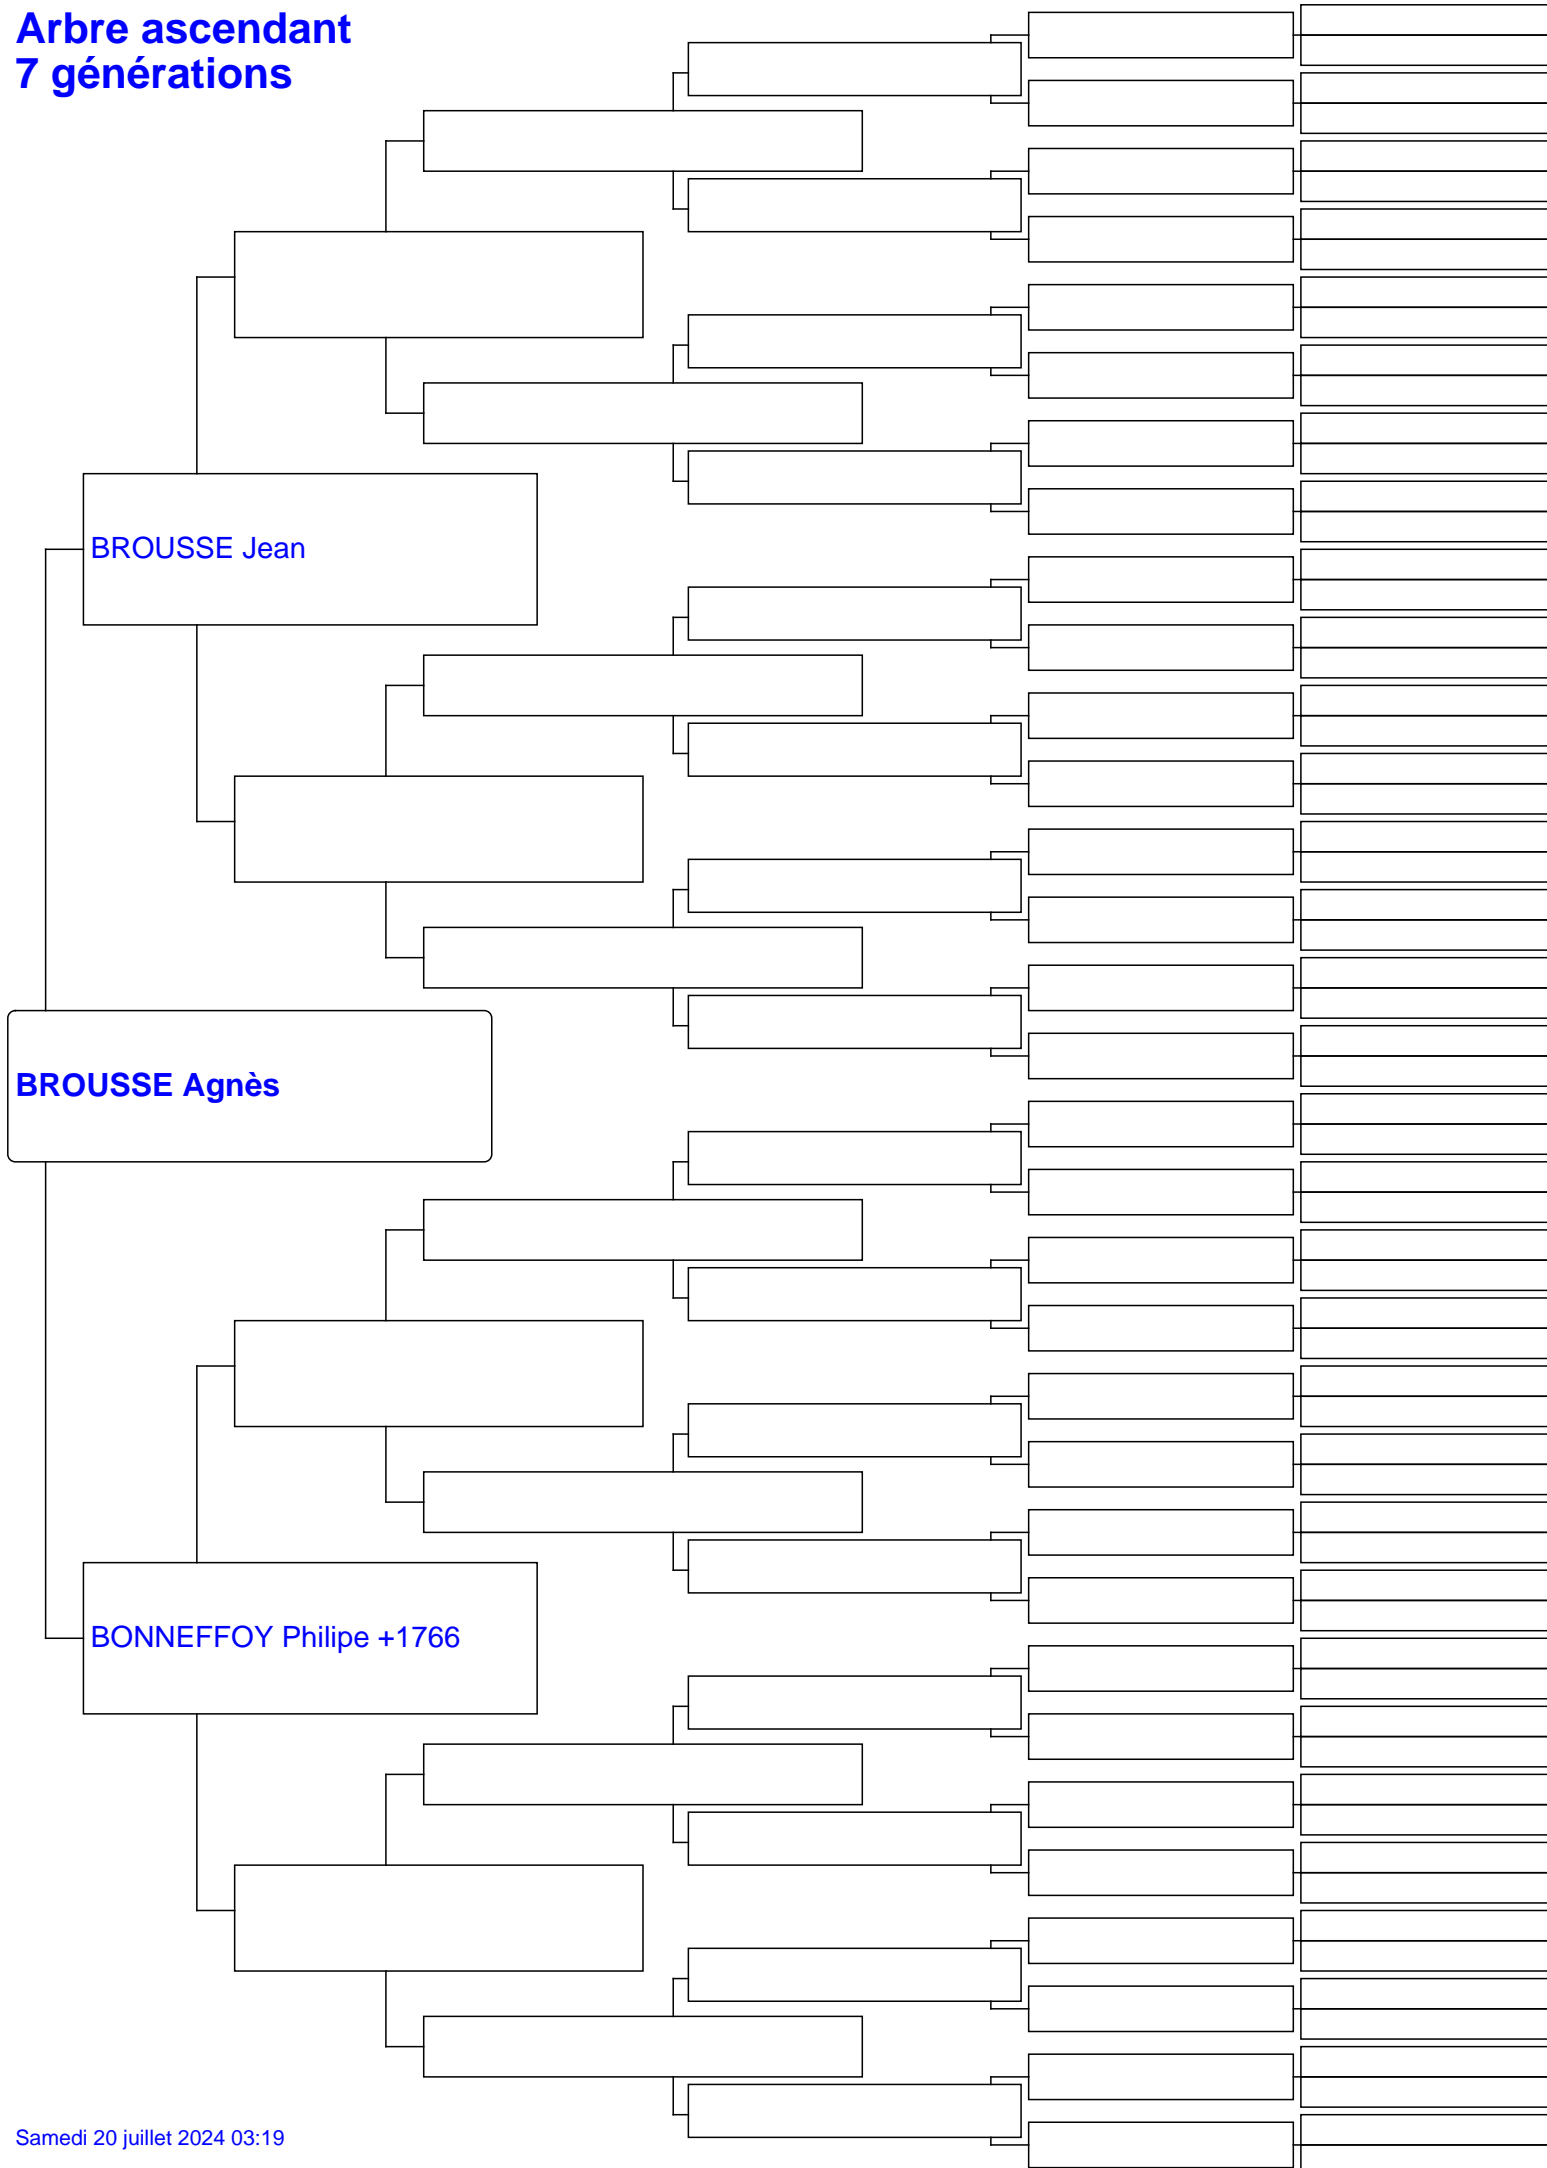 Arbre ascendant
7 générations
BROUSSE Jean
BROUSSE Agnès
BONNEFFOY Philipe +1766
Samedi 20 juillet 2024 03:19